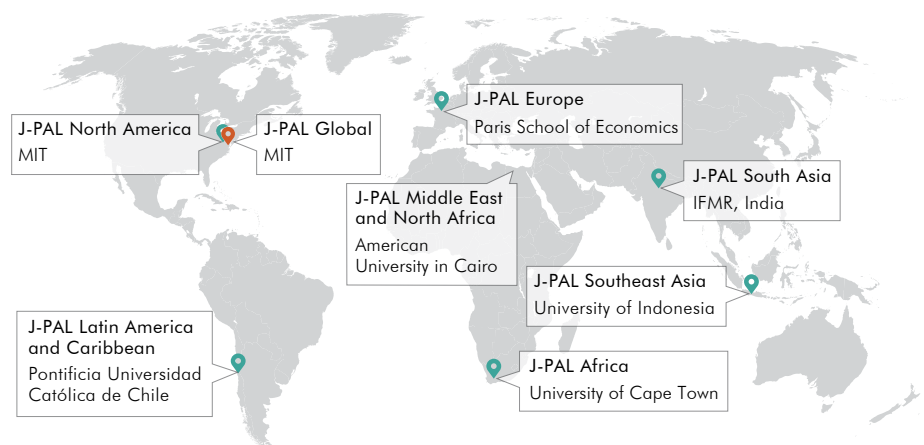 J-PAL Europe
Paris School of Economics
J-PAL North America
MIT
J-PAL Global
MIT
J-PAL South Asia
IFMR, India
J-PAL Middle East
and North Africa
American
University in Cairo
J-PAL Southeast Asia
University of Indonesia
J-PAL Latin America
and Caribbean
Pontificia Universidad
Católica de Chile
J-PAL Africa
University of Cape Town